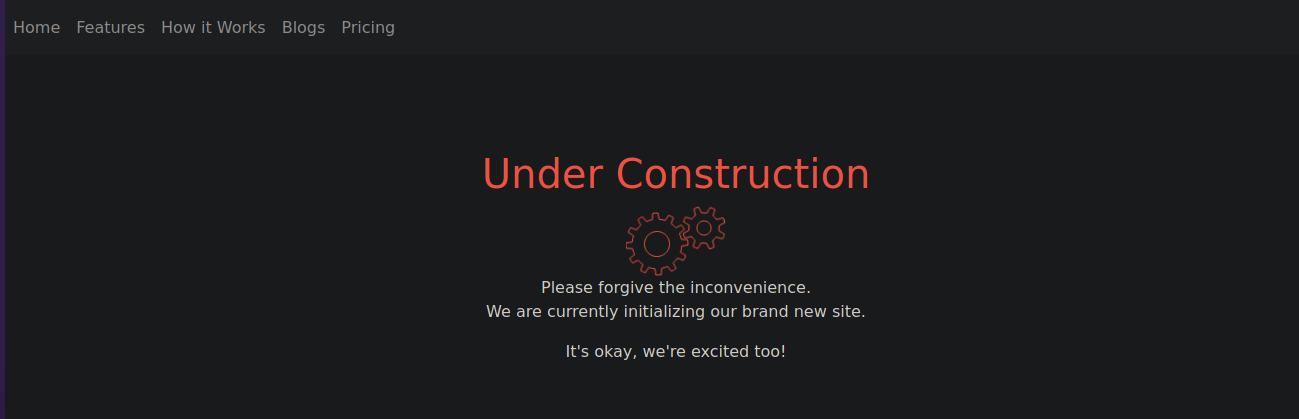 Home Features How it Works Blogs Pricing
Under Construction
Please forgive the inconvenience.
We are currently initializing our brand new site.
It's okay, we're excited too!